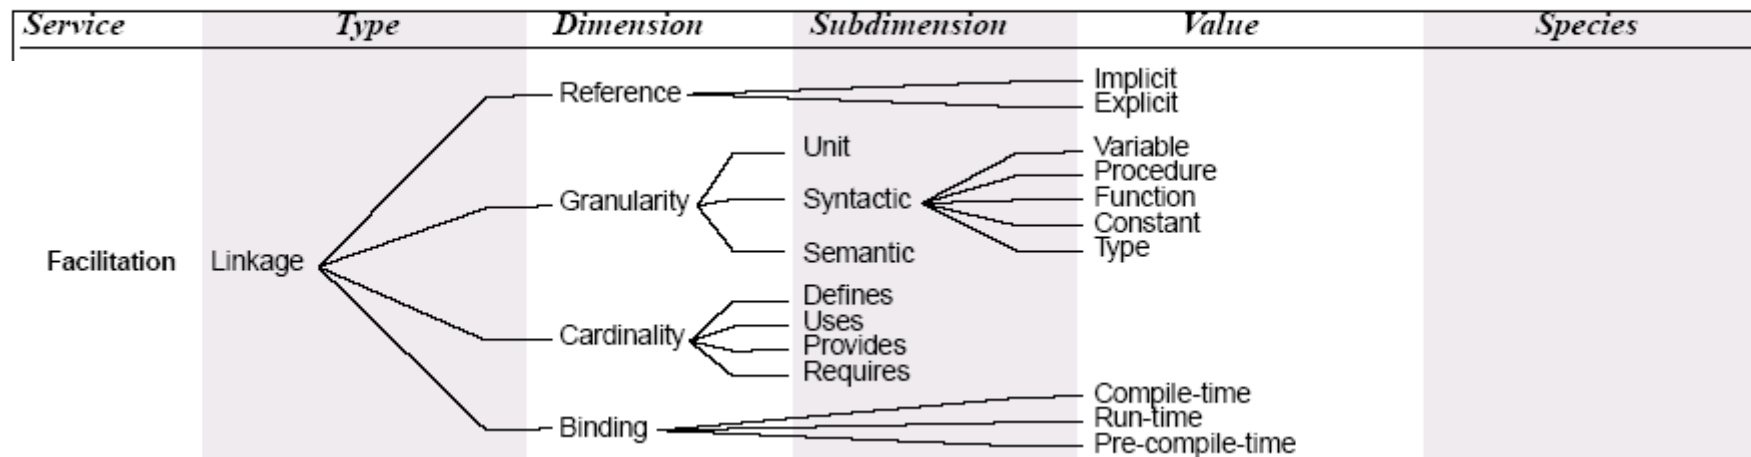 Service Type Dimension Subdimension Value Species
Reference Implicit
Explicit
Unit Variable
Procedure
Granularity Syntactic Function
Constant
Semantic Type
Facilitation Linkage
Defines
Uses
Cardinality Provides
Requires
Compile-time
Binding Run-time
Pre-compile-time